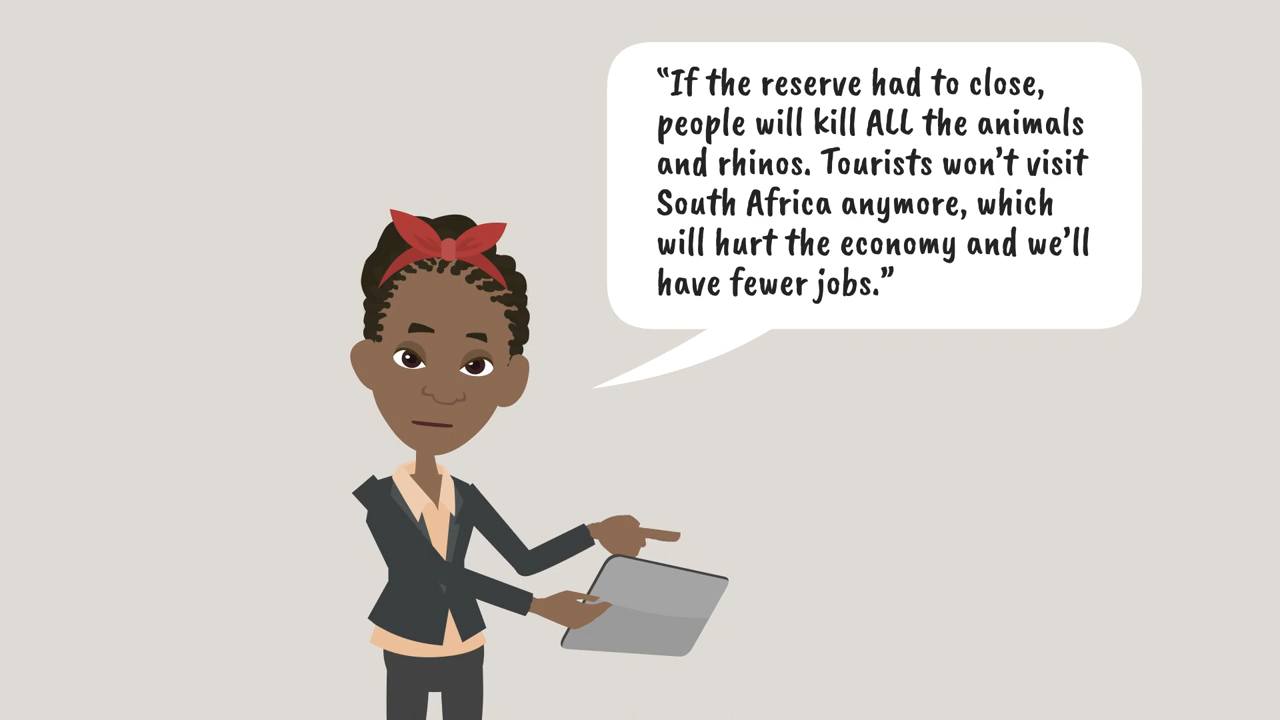 “If the reserve had to close,
people will kill ALL the animals
and rhinos. Tourists won’t visit
South Africa anymore, which
will hurt the economy and we’ll
have fewer jobs.”